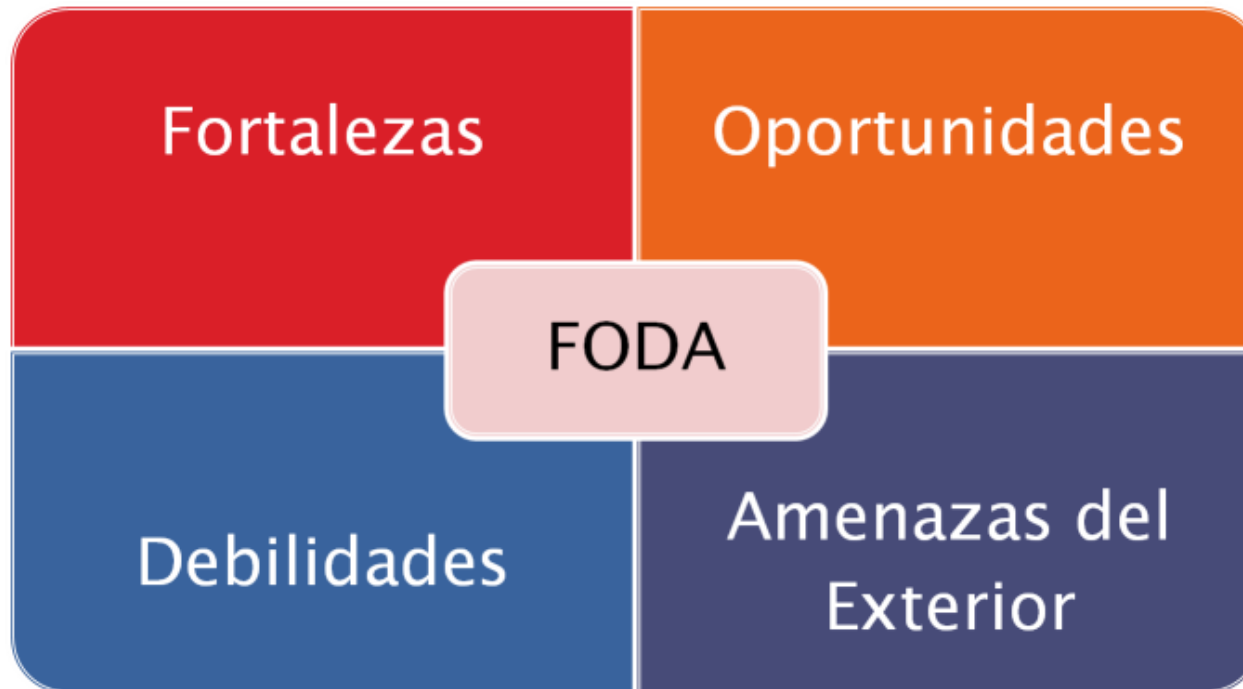 Fortalezas
Oportunidades
FODA
Debilidades
Amenazas del
Exterior